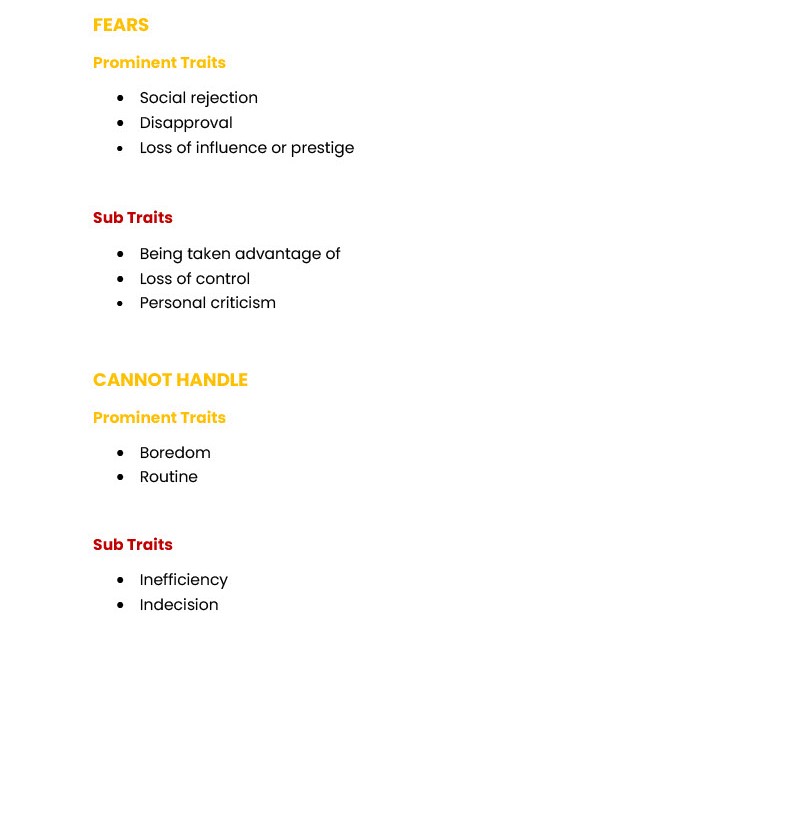 FEARS
Prominent Traits
• Social rejection
• Disapproval
• Loss of influence or prestige
Sub Traits
• Being taken advantage of
• Loss of control
• Personal criticism
CANNOT HANDLE
Prominent Traits
• Boredom
• Routine
Sub Traits
• Inefficiency
• Indecision